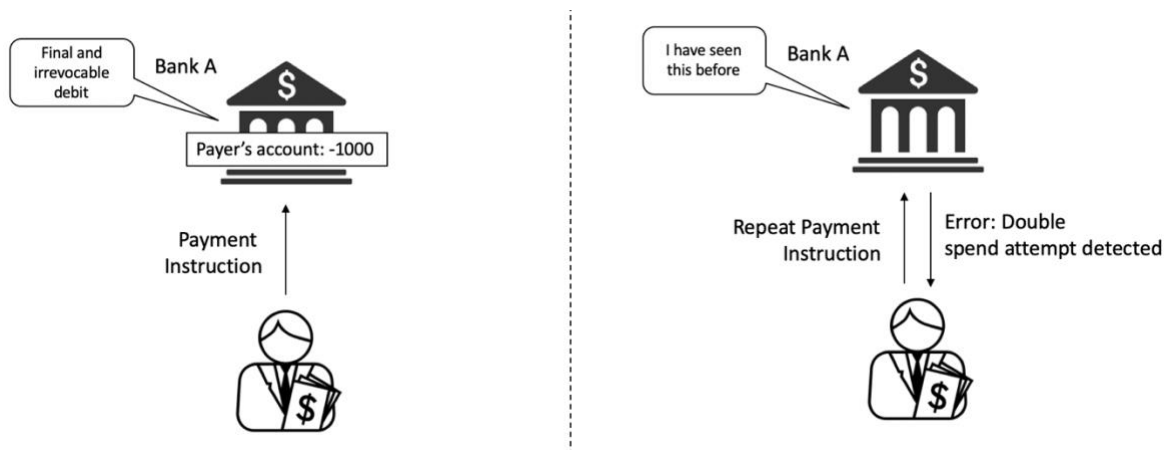 Final and
irrevocable
debit
Bank A
$
Payer's account: -1000
Payment
Instruction
$
I have seen
this before
Bank A
$
Repeat Payment
Instruction
Error: Double
spend attempt detected
$